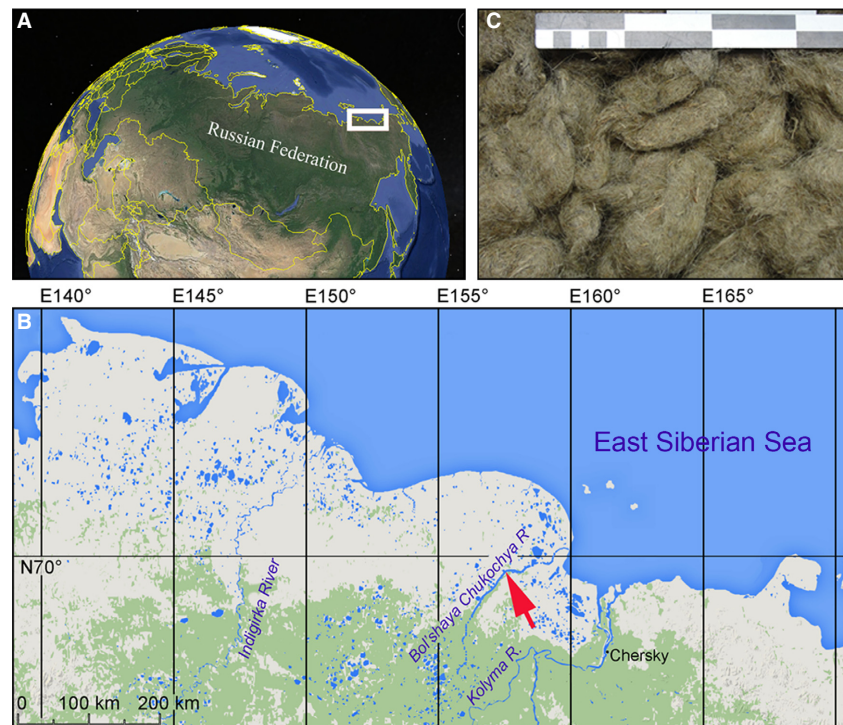 A
Russian Federation
C
E140° E145° E150° E155° E160° E165°
B
East Siberian Sea
N70°
Indigirka River
Bol'shaya Chukochya R.
Kolyma R.
Chersky
0 100 km 200 km